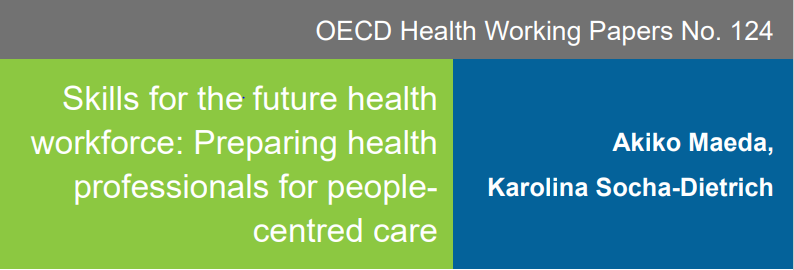 OECD Health Working Papers No. 124
Skills for the future health
workforce: Preparing health
professionals for people-
centred care
Akiko Maeda,
Karolina Socha-Dietrich